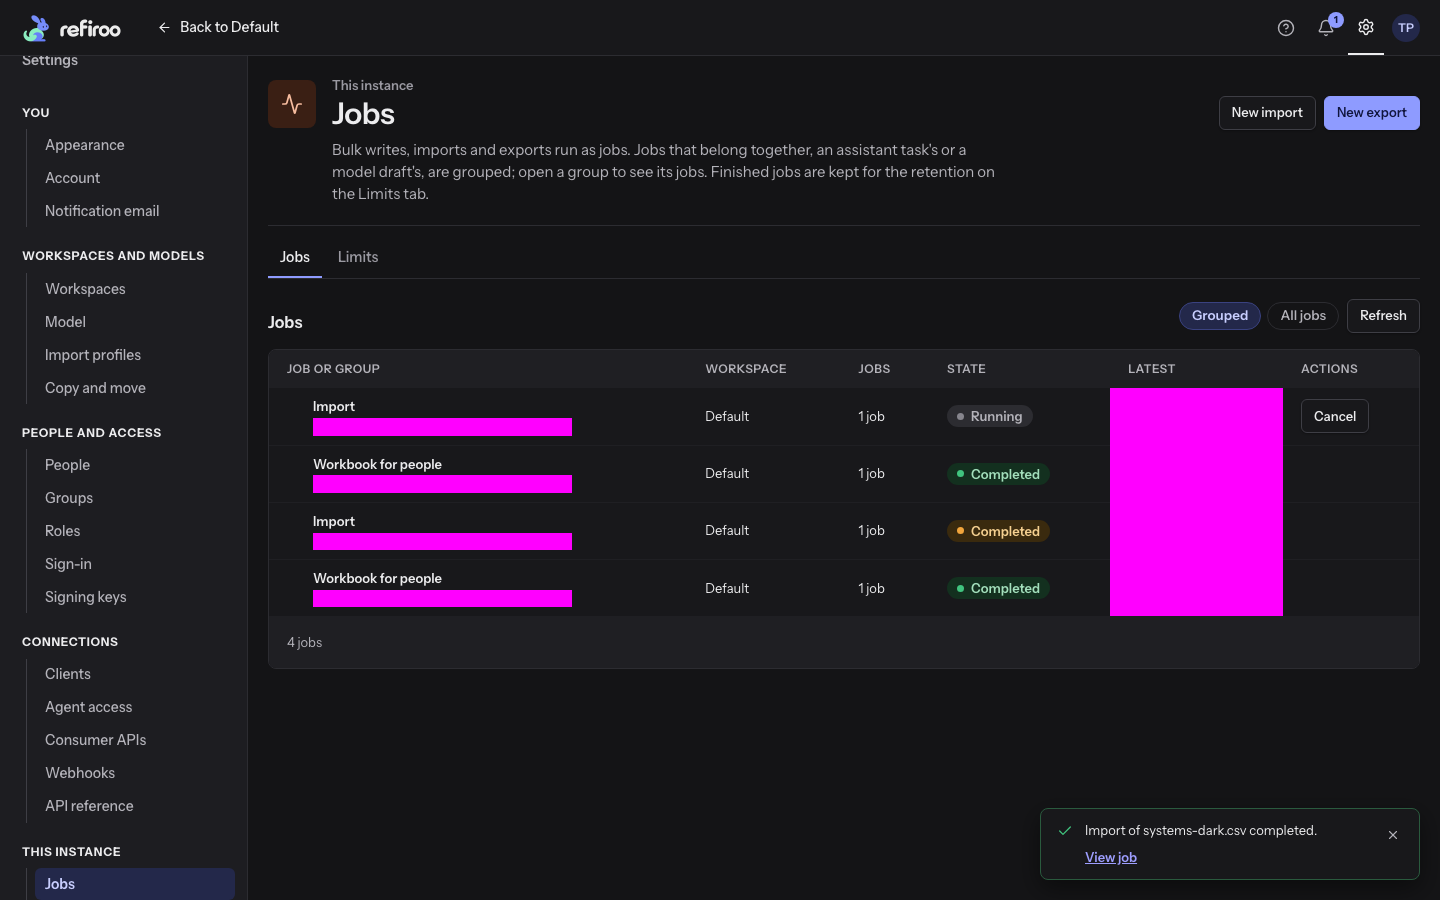 refiroo
Back to Default
1
TP
Settings
YOU
Appearance
Account
Notification email
WORKSPACES AND MODELS
Workspaces
Model
Import profiles
Copy and move
PEOPLE AND ACCESS
People
Groups
Roles
Sign-in
Signing keys
CONNECTIONS
Clients
Agent access
Consumer APIs
Webhooks
API reference
THIS INSTANCE
Jobs
This instance
Jobs
Bulk writes, imports and exports run as jobs. Jobs that belong together, an assistant task's or a
model draft's, are grouped; open a group to see its jobs. Finished jobs are kept for the retention on
the Limits tab.
New import
New export
Jobs Limits
Jobs
Grouped All jobs Refresh
JOB OR GROUP WORKSPACE JOBS STATE LATEST ACTIONS
Import Default 1 job Running Cancel
Workbook for people Default 1 job Completed
Import Default 1 job Completed
Workbook for people Default 1 job Completed
4 jobs
Import of systems-dark.csv completed.
View job